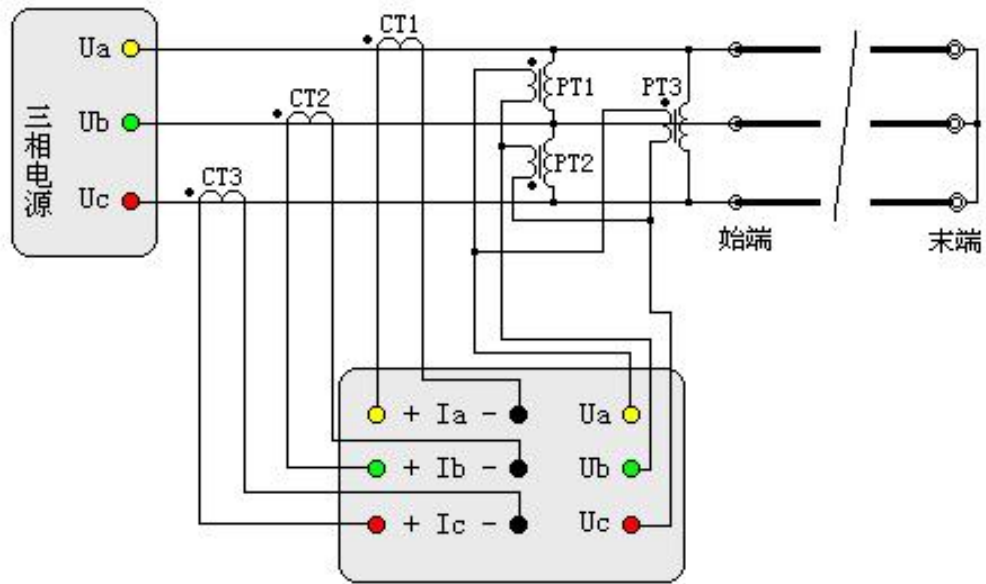 CT1
Ua
CT2
PT1
PT3
Ub
CT3
PT2
Uc
三相电源
始端
末端
+ Ia -
Ua
+ Ib -
Ub
+ Ic -
Uc